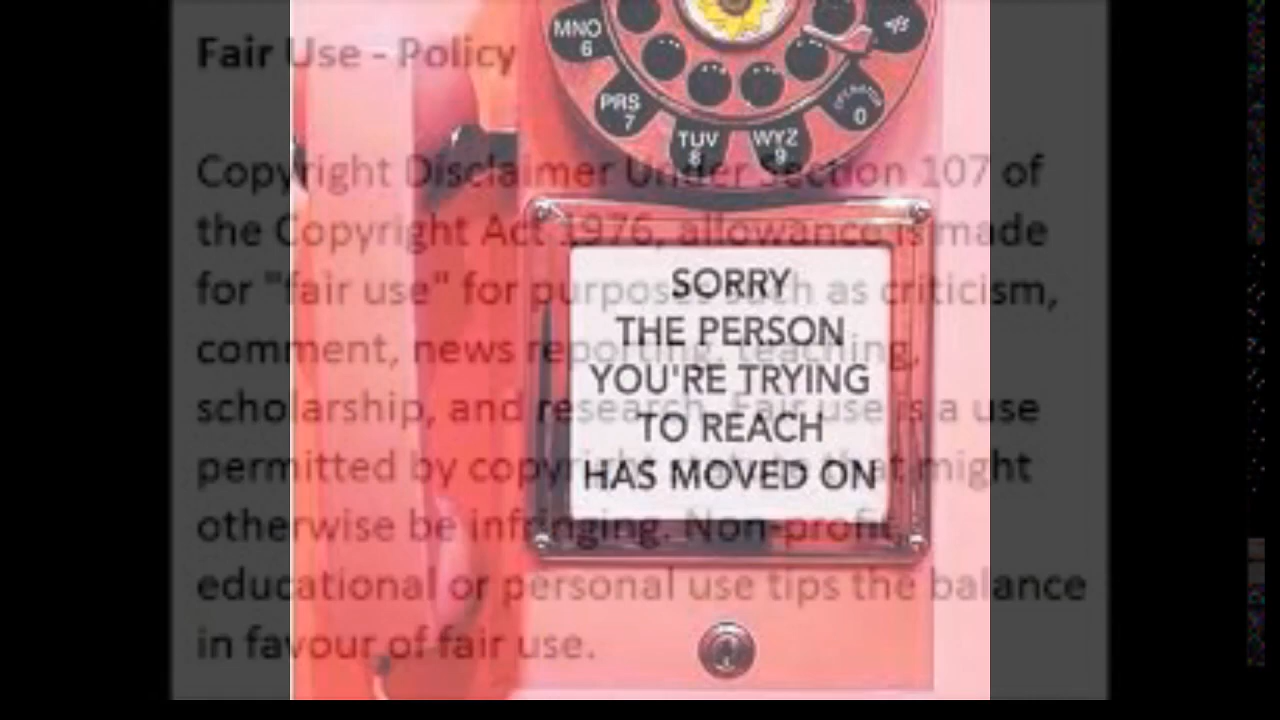 Fair Use - Policy
Copyright Disclaimer Under Section 107 of
the Copyright Act 1976, allowance is made
for "fair use" for purposes such as criticism,
comment, news reporting, teaching,
scholarship, and research. Fair use is a use
permitted by copyright statute that might
otherwise be infringing. Non-profit,
educational or personal use tips the balance
in favour of fair use.
MNO
6
PRS
7
TUV
8
WYZ
9
OPERATOR
0
SORRY
THE PERSON
YOU'RE TRYING
TO REACH
HAS MOVED ON